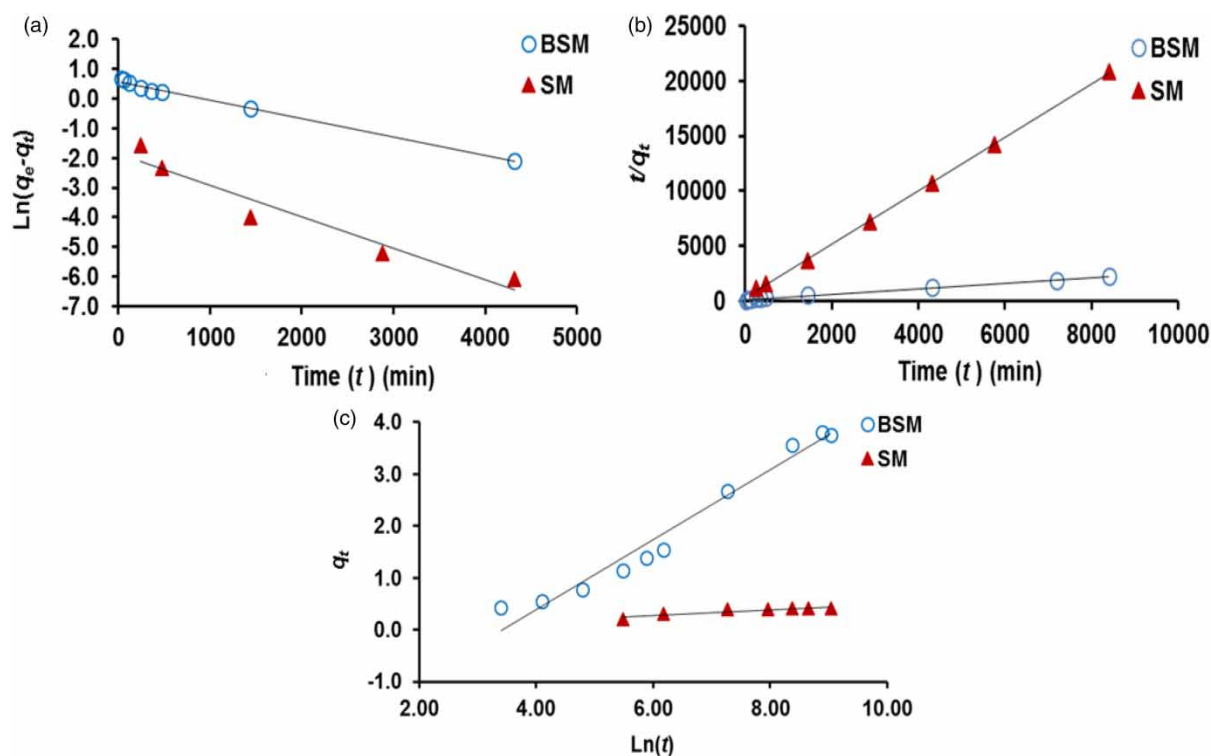 (a)
2.0
1.0
0.0
-1.0
-2.0
-3.0
-4.0
-5.0
-6.0
-7.0
Ln(qe-qt)
0 1000 2000 3000 4000 5000
Time (t ) (min)
BSM
SM
(b)
25000
20000
15000
10000
5000
0
t/qt
0 2000 4000 6000 8000 10000
Time (t ) (min)
BSM
SM
(c)
4.0
3.0
2.0
1.0
0.0
-1.0
qt
2.00 4.00 6.00 8.00 10.00
Ln(t)
BSM
SM